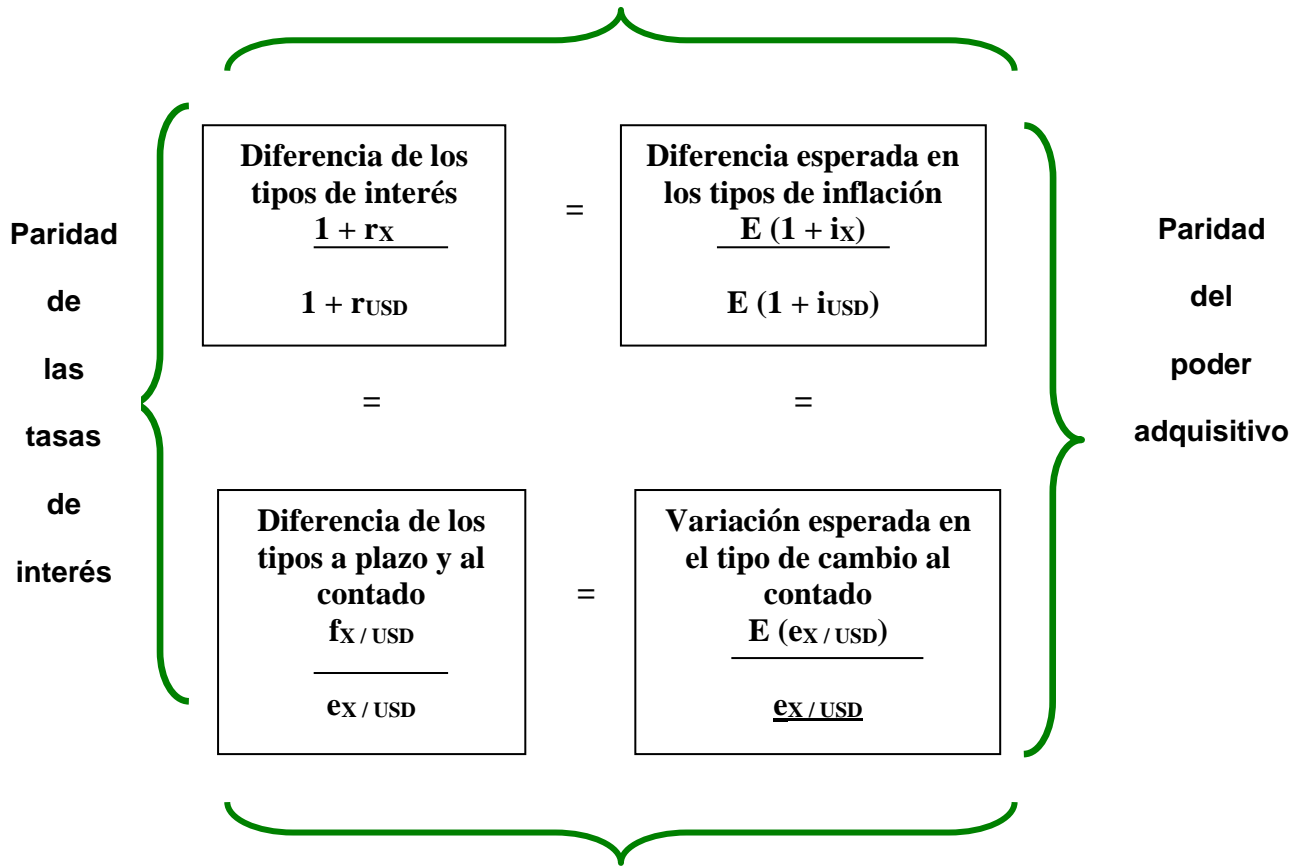 Paridad
de
las
tasas
de
interés
Diferencia de los
tipos de interés
1 + rX
1 + rUSD
=
Diferencia esperada en
los tipos de inflación
E (1 + iX)
E (1 + iUSD)
=
=
Diferencia de los
tipos a plazo y al
contado
fX / USD
eX / USD
=
Variación esperada en
el tipo de cambio al
contado
E (eX / USD)
eX / USD
Paridad
del
poder
adquisitivo